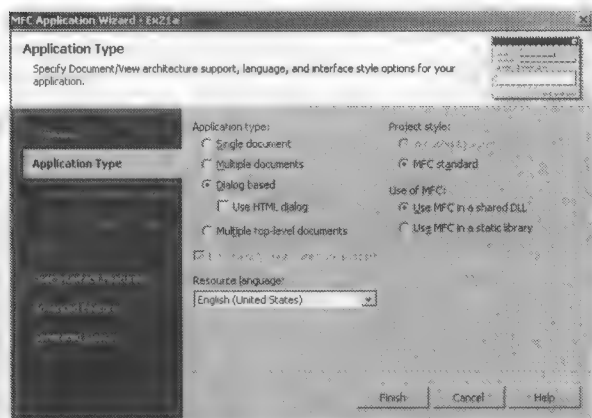 MFC Application Wizard - Ex21a
Application Type
Specify Document/View architecture support, language, and interface style options for your
application.
Application Type
Application type:
Single document
Multiple documents
Dialog based
Use HTML dialog
Multiple top-level documents
Resource language:
English (United States)
Project style:
MFC standard
Use of MFC:
Use MFC in a shared DLL
Use MFC in a static library
Finish
Cancel
Help